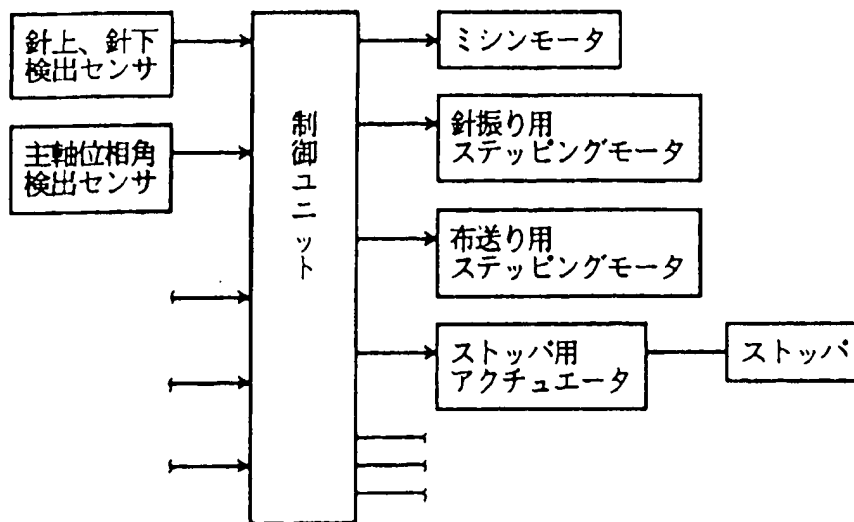 針上、針下
検出センサ
主軸位相角
検出センサ
制御ユニット
ミシンモータ
針振り用
ステッピングモータ
布送り用
ステッピングモータ
ストッパ用
アクチュエータ
ストッパ